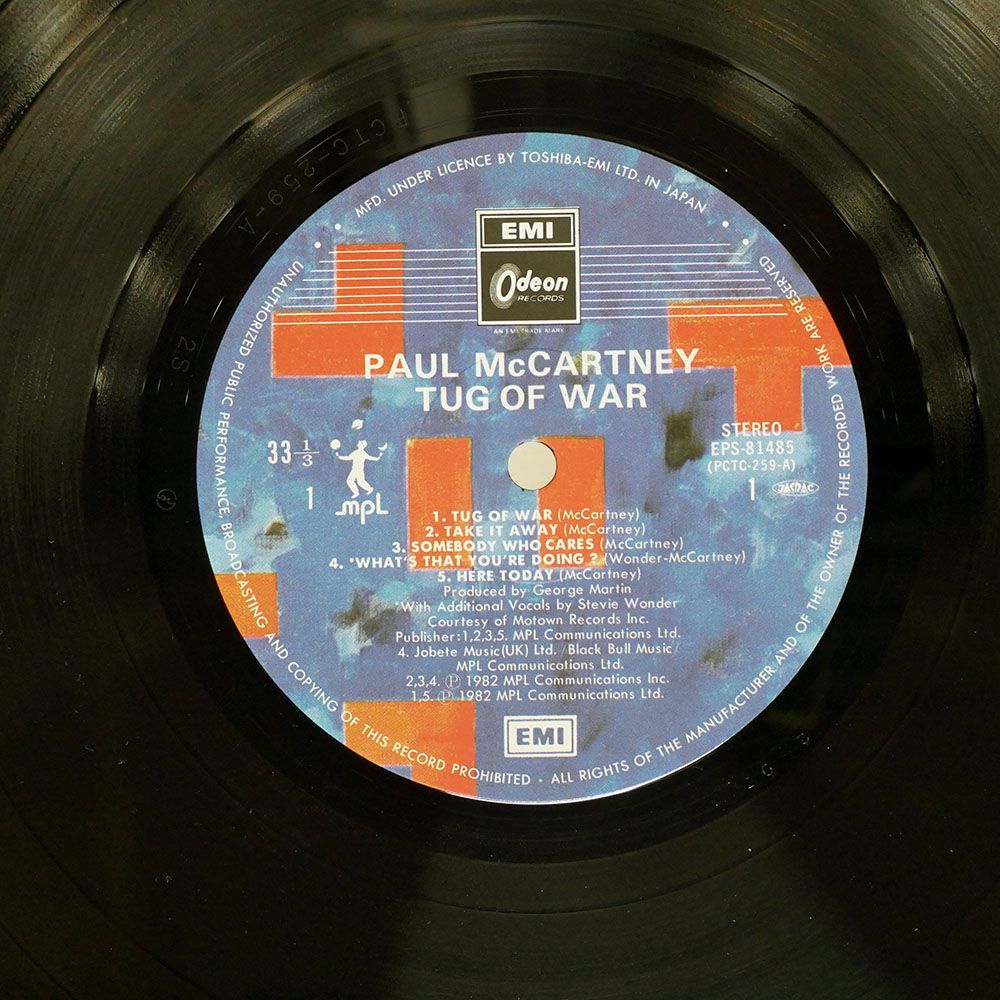 MFD. UNDER LICENCE BY TOSHIBA-EMI LTD. IN JAPAN
EMI
Odeon
RECORDS
AN EMI TRADE MARK
PAUL McCARTNEY
TUG OF WAR
33 1/3
1
mpl
STEREO
EPS-81485
(PCTC-259-A)
1 JASRAC
1. TUG OF WAR (McCartney)
2. TAKE IT AWAY (McCartney)
3. SOMEBODY WHO CARES (McCartney)
4. *WHAT'S THAT YOU'RE DOING ? (Wonder-McCartney)
5. HERE TODAY (McCartney)
Produced by George Martin
*With Additional Vocals by Stevie Wonder
Courtesy of Motown Records Inc.
Publisher:1,2,3,5. MPL Communications Ltd.
4. Jobete Music(UK) Ltd./Black Bull Music/
MPL Communications Ltd.
2,3,4. ℗ 1982 MPL Communications Inc.
1,5. ℗ 1982 MPL Communications Ltd.
EMI
UNAUTHORIZED PUBLIC PERFORMANCE, BROADCASTING AND COPYING OF THIS RECORD PROHIBITED · ALL RIGHTS OF THE MANUFACTURER AND OF THE OWNER OF THE RECORDED WORK ARE RESERVED
PCTC-259-A
2S